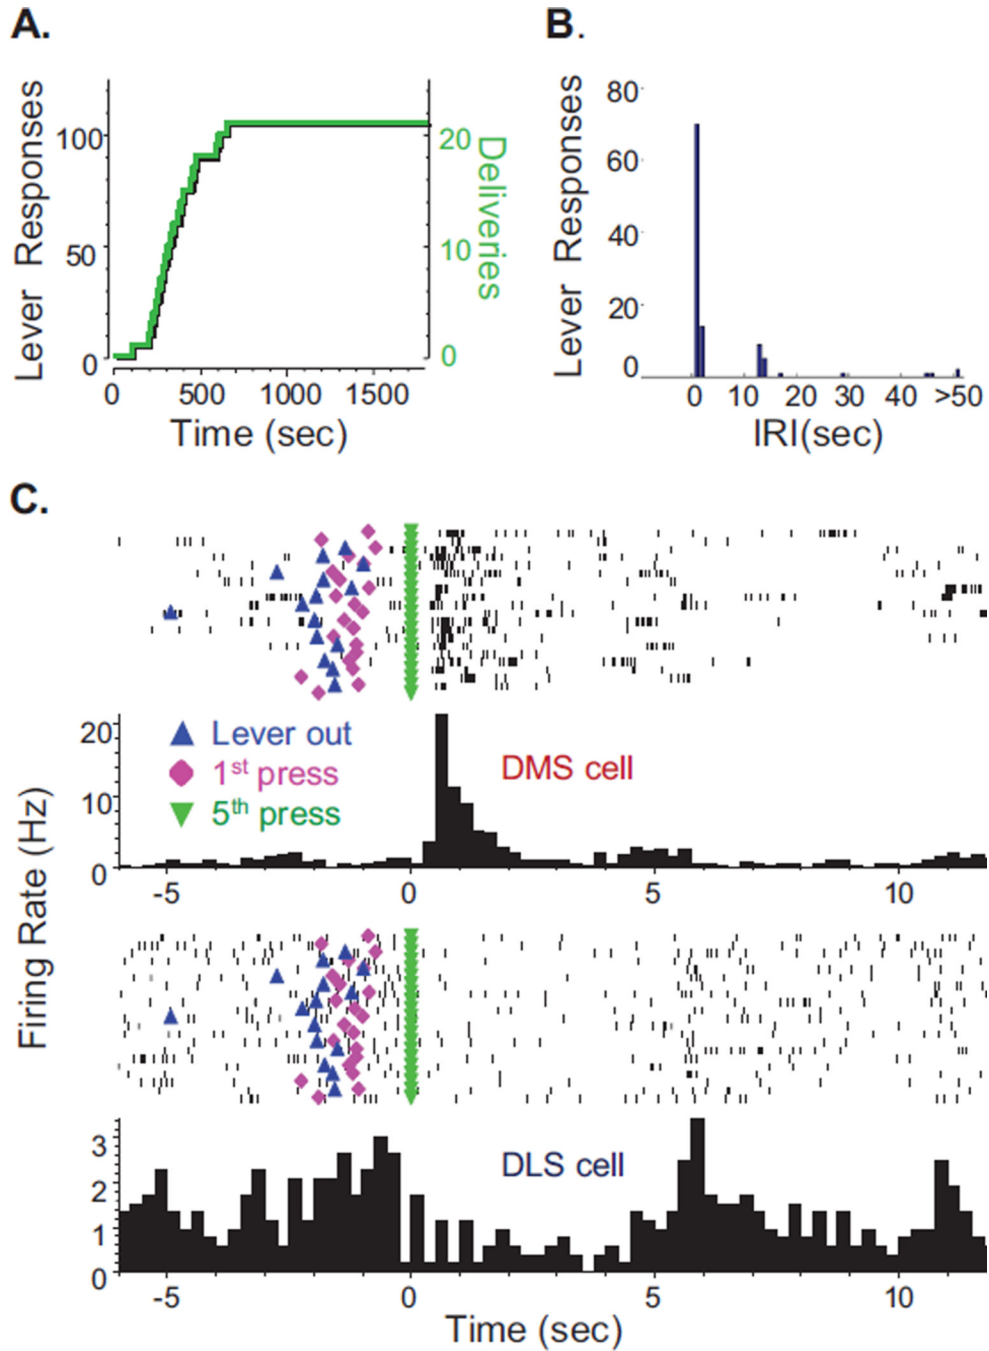 A.
B.
Lever Responses
100
50
0
20
10
0
Deliveries
0 500 1000 1500
Time (sec)
Lever Responses
80
60
40
20
0
0 10 20 30 40 >50
IRI(sec)
C.
Firing Rate (Hz)
20
10
0
Lever out
1st press
5th press
DMS cell
-5 0 5 10
3
2
1
0
DLS cell
-5 0 5 10
Time (sec)